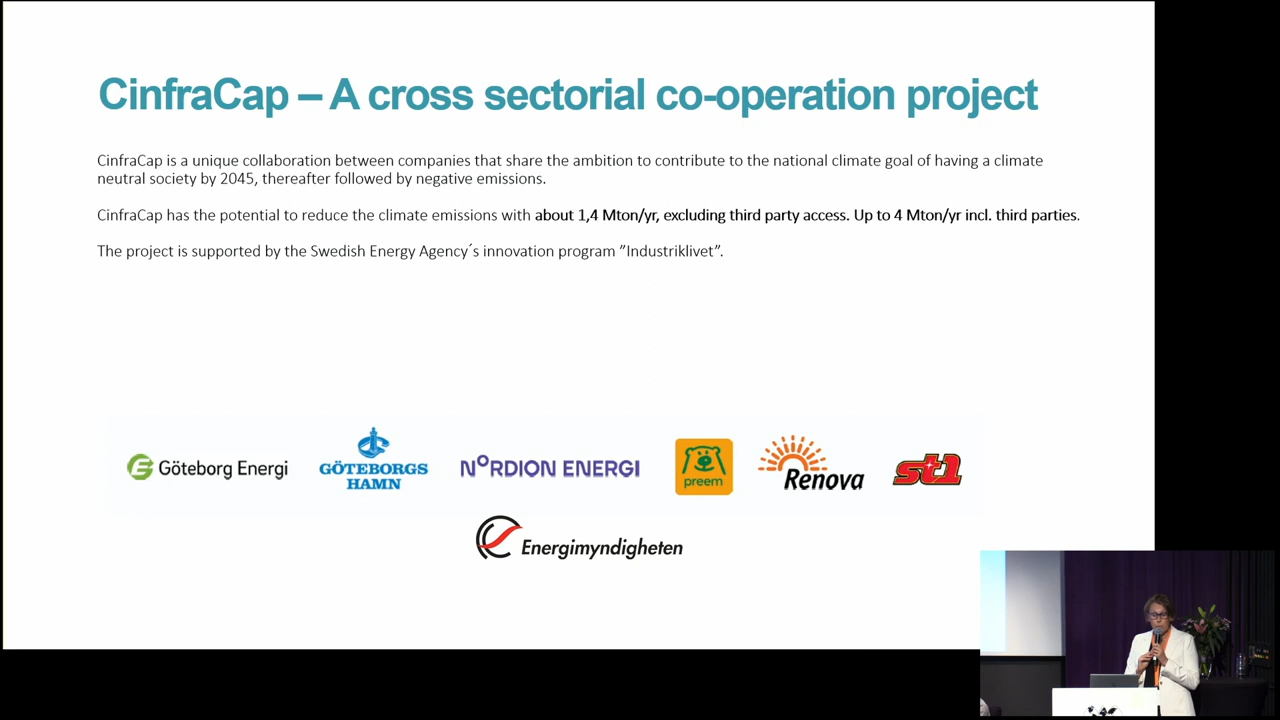 CinfraCap – A cross sectorial co-operation project
CinfraCap is a unique collaboration between companies that share the ambition to contribute to the national climate goal of having a climate
neutral society by 2045, thereafter followed by negative emissions.
CinfraCap has the potential to reduce the climate emissions with about 1,4 Mton/yr, excluding third party access. Up to 4 Mton/yr incl. third parties.
The project is supported by the Swedish Energy Agency´s innovation program ”Industriklivet”.
Göteborg Energi
GÖTEBORGS
HAMN
NORDION ENERGI
preem
Renova
st1
Energimyndigheten